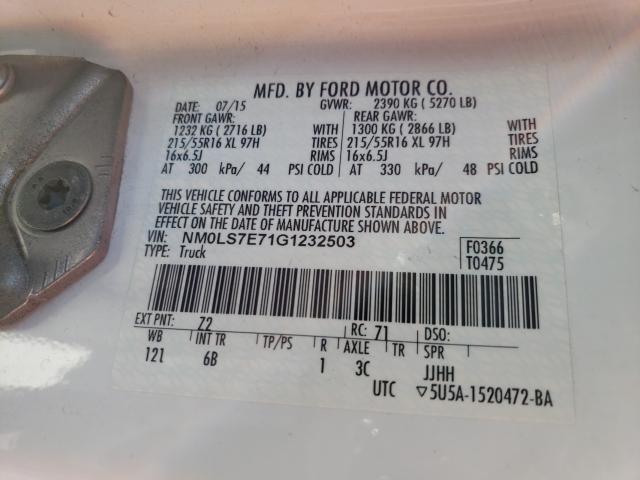 MFD. BY FORD MOTOR CO.
DATE: 07/15 GVWR: 2390 KG ( 5270 LB)
FRONT GAWR: REAR GAWR:
1232 KG ( 2716 LB) WITH 1300 KG ( 2866 LB) WITH
215/55R16 XL 97H TIRES 215/55R16 XL 97H TIRES
16x6.5J RIMS 16x6.5J RIMS
AT 300 kPa/ 44 PSI COLD AT 330 kPa/ 48 PSI COLD
THIS VEHICLE CONFORMS TO ALL APPLICABLE FEDERAL MOTOR
VEHICLE SAFETY AND THEFT PREVENTION STANDARDS IN
EFFECT ON THE DATE OF MANUFACTURE SHOWN ABOVE.
VIN: NM0LS7E71G1232503 F0366
TYPE: Truck T0475
EXT PNT: Z2 RC: 71 DSO:
WB INT TR TP/PS R AXLE TR SPR
121 6B 1 3C JJHH
UTC ▽5U5A-1520472-BA